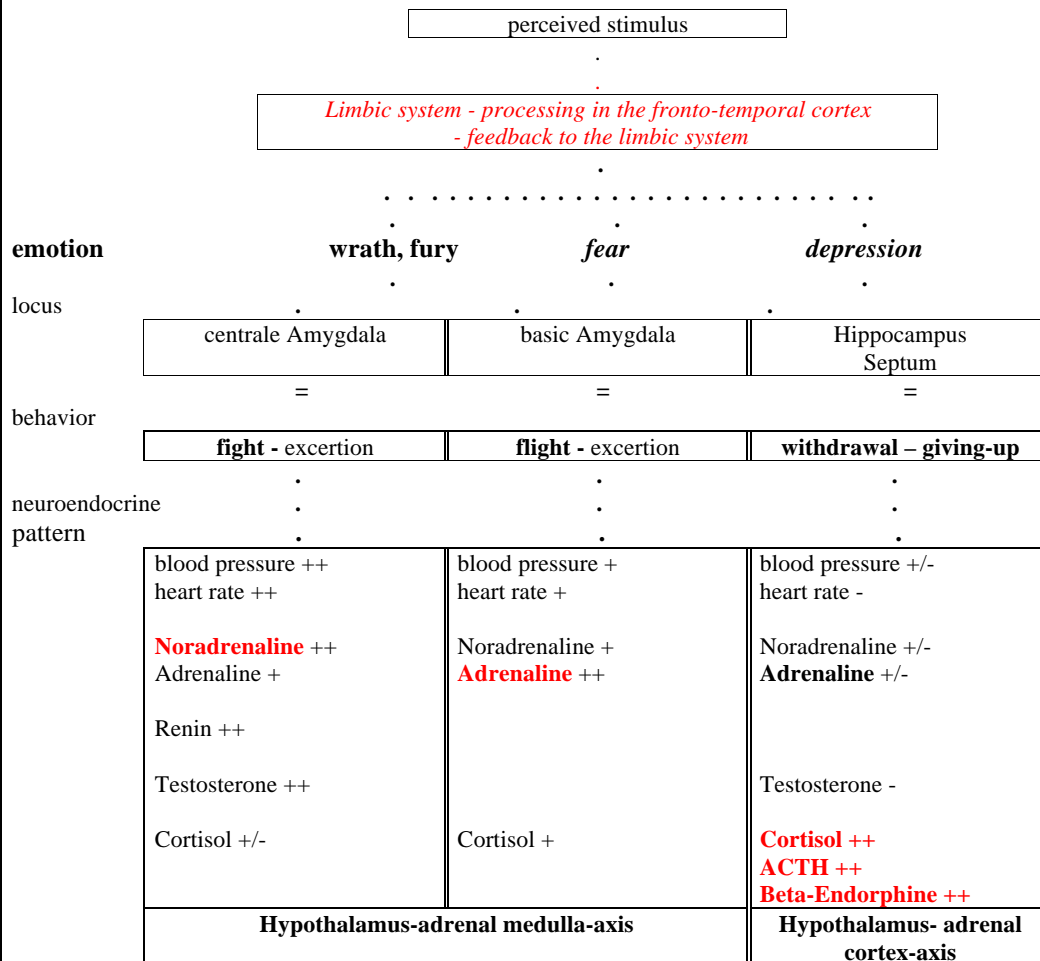 perceived stimulus
Limbic system - processing in the fronto-temporal cortex
- feedback to the limbic system
emotion wrath, fury fear depression
locus
centrale Amygdala basic Amygdala Hippocampus
Septum
= = =
behavior
fight - excertion flight - excertion withdrawal – giving-up
neuroendocrine
pattern
blood pressure ++ blood pressure + blood pressure +/-
heart rate ++ heart rate + heart rate -
Noradrenaline ++ Noradrenaline + Noradrenaline +/-
Adrenaline + Adrenaline ++ Adrenaline +/-
Renin ++
Testosterone ++ Testosterone -
Cortisol +/- Cortisol + Cortisol ++
ACTH ++
Beta-Endorphine ++
Hypothalamus-adrenal medulla-axis Hypothalamus- adrenal
cortex-axis